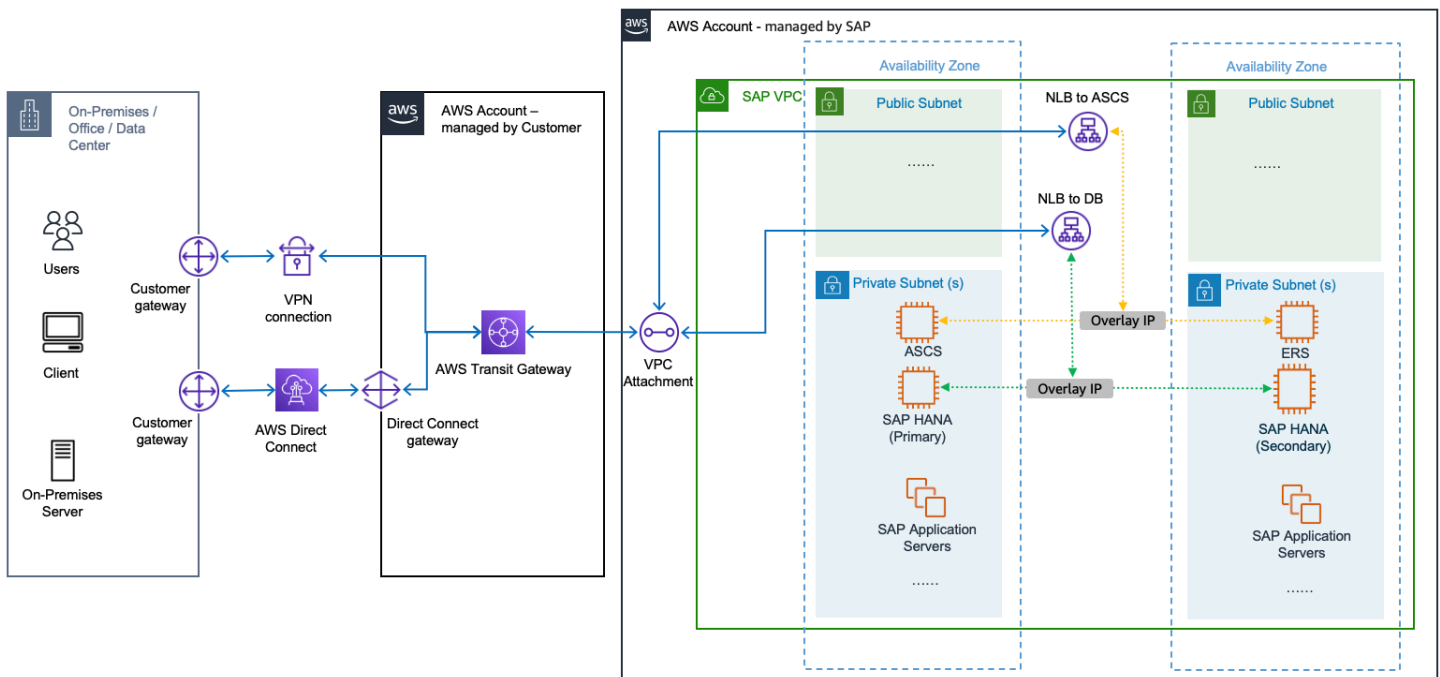 On-Premises /
Office / Data
Center
Users
Client
On-Premises
Server
Customer
gateway
Customer
gateway
VPN
connection
AWS Direct
Connect
aws
AWS Account –
managed by Customer
Direct Connect
gateway
AWS Transit Gateway
aws
AWS Account - managed by SAP
VPC
Attachment
SAP VPC
Availability Zone
Public Subnet
......
Private Subnet (s)
ASCS
SAP HANA
(Primary)
SAP Application
Servers
......
NLB to ASCS
NLB to DB
Overlay IP
Overlay IP
Availability Zone
Public Subnet
......
Private Subnet (s)
ERS
SAP HANA
(Secondary)
SAP Application
Servers
......